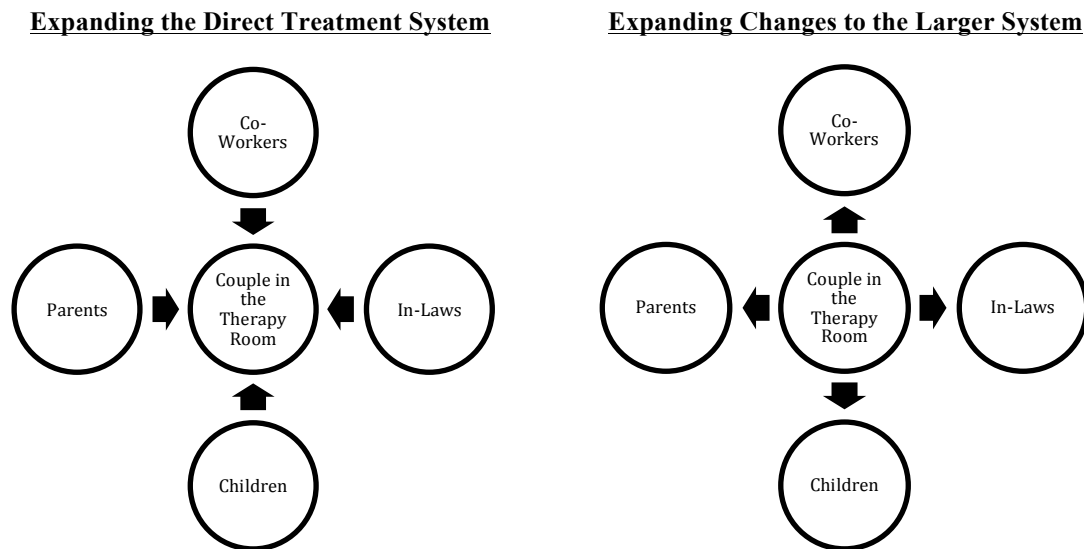 Expanding the Direct Treatment System
Co-
Workers
Parents
Couple in
the
Therapy
Room
In-Laws
Children
Expanding Changes to the Larger System
Co-
Workers
Parents
Couple in
the
Therapy
Room
In-Laws
Children